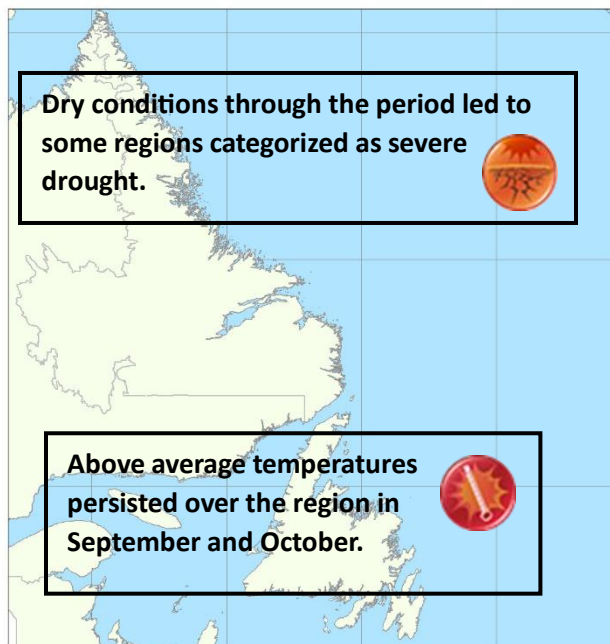 Dry conditions through the period led to
some regions categorized as severe
drought.
Above average temperatures
persisted over the region in
September and October.